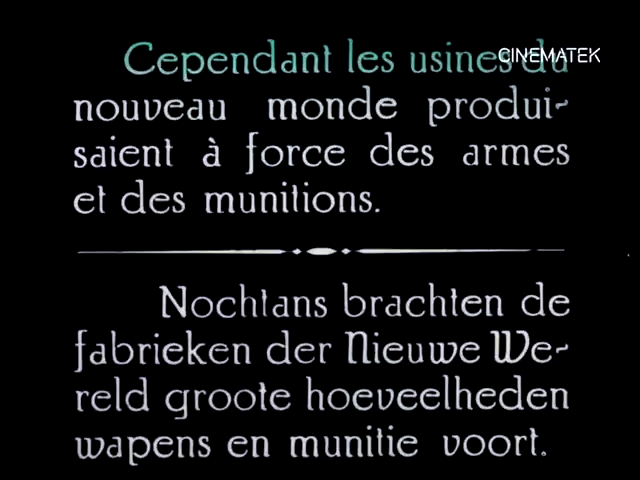 CINEMATEK
Cependant les usines du
nouveau monde produi-
saient à force des armes
et des munitions.
Nochtans brachten de
fabrieken der Nieuwe We-
reld groote hoeveelheden
wapens en munitie voort.